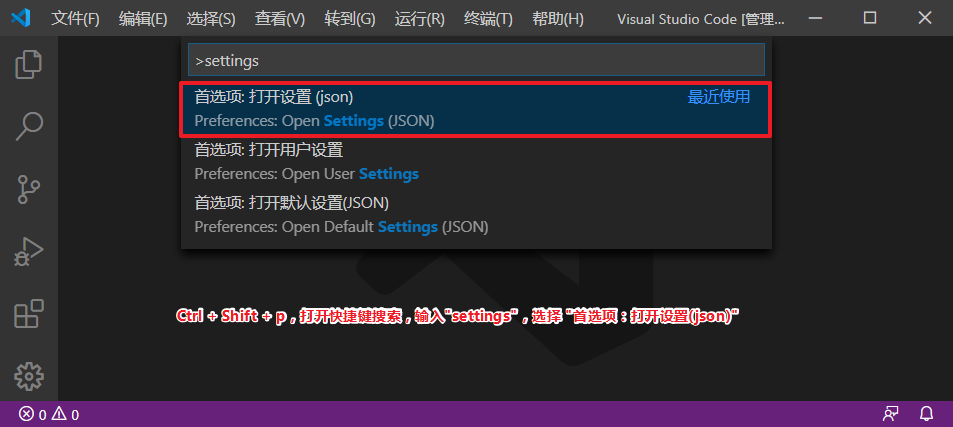 文件(F) 编辑(E) 选择(S) 查看(V) 转到(G) 运行(R) 终端(T) 帮助(H) Visual Studio Code [管理...
>settings
首选项: 打开设置 (json) 最近使用
Preferences: Open Settings (JSON)
首选项: 打开用户设置
Preferences: Open User Settings
首选项: 打开默认设置(JSON)
Preferences: Open Default Settings (JSON)
Ctrl + Shift + p，打开快捷键搜索，输入"settings"，选择 "首选项：打开设置(json)"
0 0